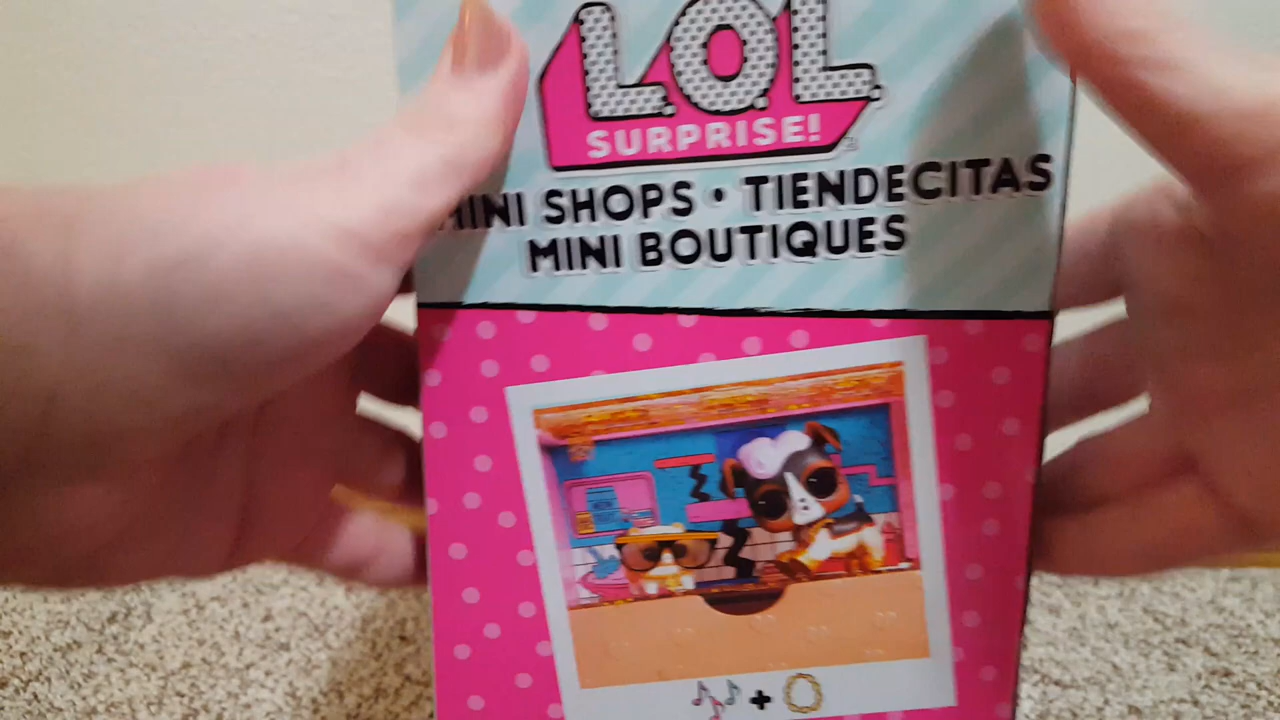 L.O.L.
SURPRISE!
MINI SHOPS • TIENDECITAS
MINI BOUTIQUES
+